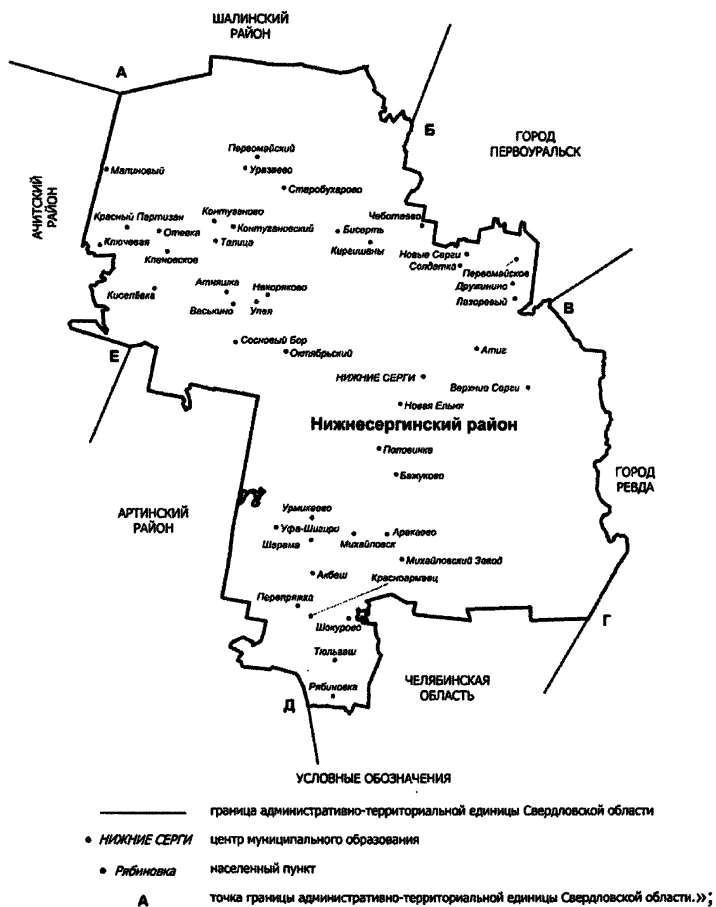 ШАЛИНСКИЙ
РАЙОН
А
Б
ГОРОД
ПЕРВОУРАЛЬСК
АЧИТСКИЙ
РАЙОН
Первомайский
Уразаево
Малиновый
Старобухарово
Красный Партизан
Контуганово
Чеботаево
Отевка
Контугановский
Бисерть
Ключевая
Талица
Киргишаны
Кленовское
Новые Серги
Солдатка
Первомайское
Дружинино
Киселёвка
Атняшка
Накоряково
Лазоревый
В
Васькино
Упея
Сосновый Бор
Е
Октябрьский
Атиг
НИЖНИЕ СЕРГИ
Верхние Серги
Новая Ельня
Нижнесергинский район
Половинка
Бажуково
ГОРОД
РЕВДА
АРТИНСКИЙ
РАЙОН
Урмикеево
Уфа-Шигири
Шарама
Михайловск
Аракаево
Михайловский Завод
Акбаш
Красноармеец
Перепряжка
Шокурово
Г
Тюльгаш
ЧЕЛЯБИНСКАЯ
ОБЛАСТЬ
Рябиновка
Д
УСЛОВНЫЕ ОБОЗНАЧЕНИЯ
граница административно-территориальной единицы Свердловской области
НИЖНИЕ СЕРГИ центр муниципального образования
Рябиновка населенный пункт
А точка границы административно-территориальной единицы Свердловской области.»;